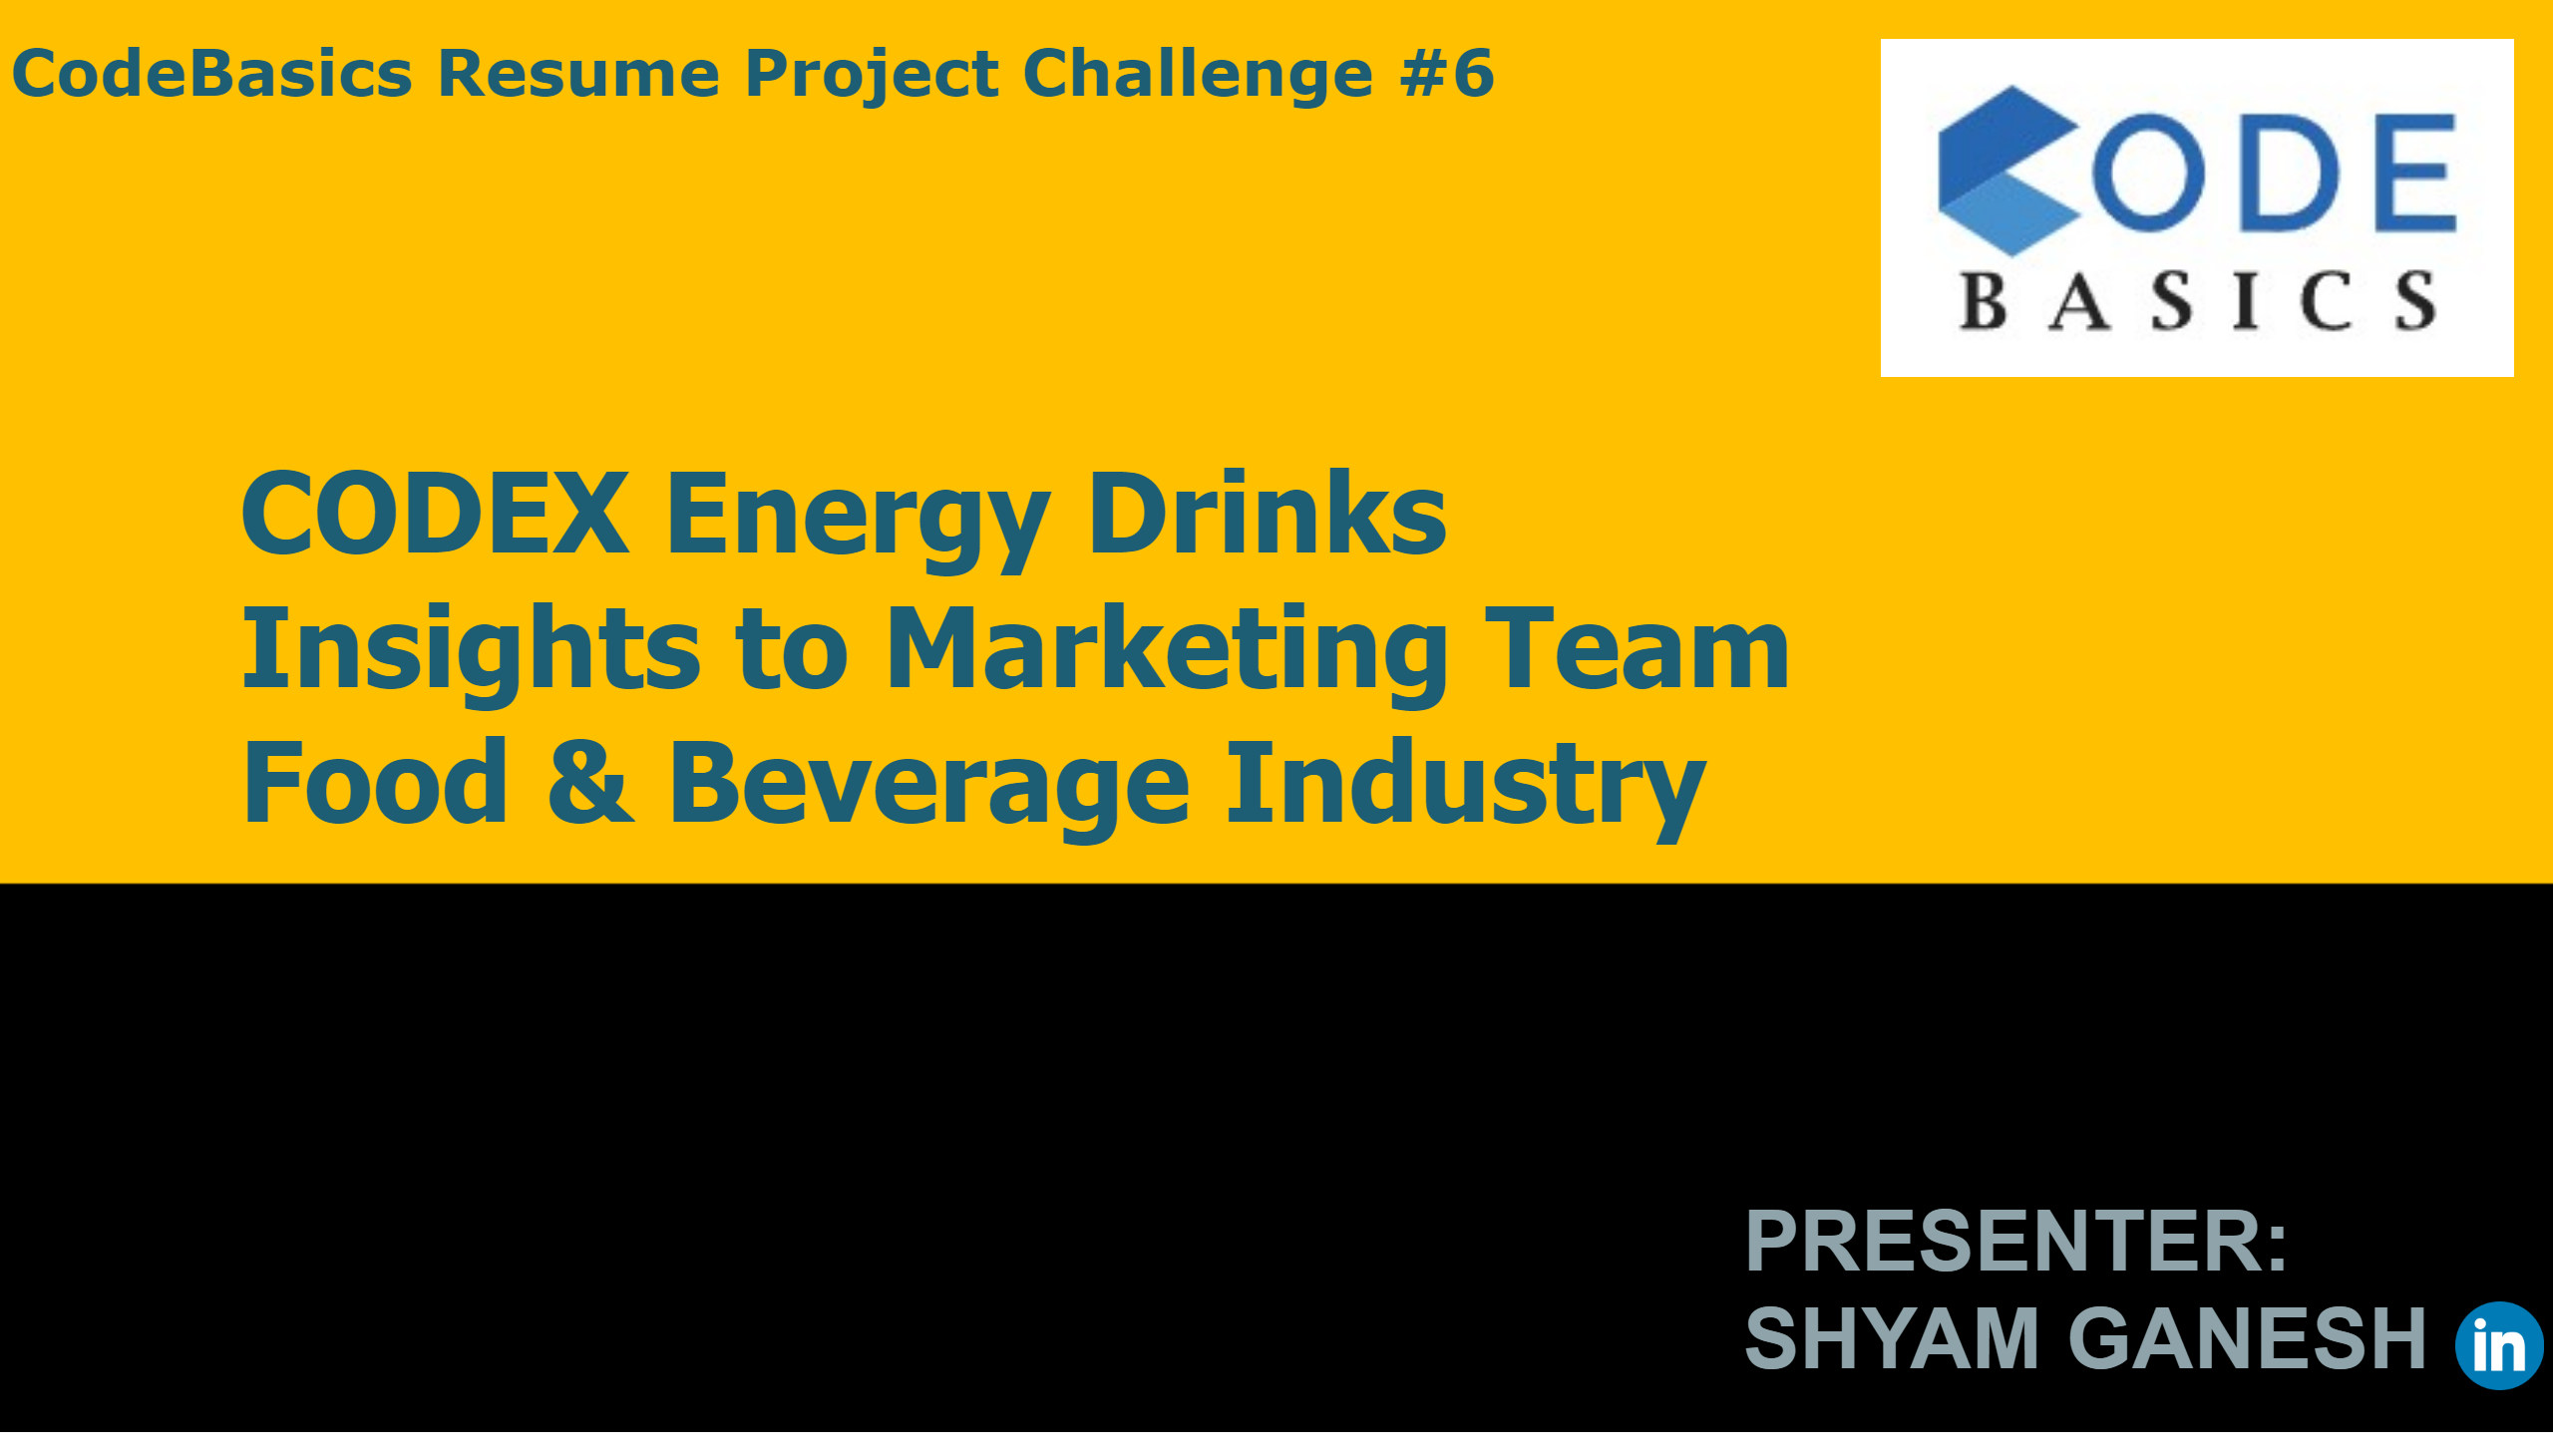 CodeBasics Resume Project Challenge #6
CODE
BASICS
CODEX Energy Drinks
Insights to Marketing Team
Food & Beverage Industry
PRESENTER:
SHYAM GANESH
in